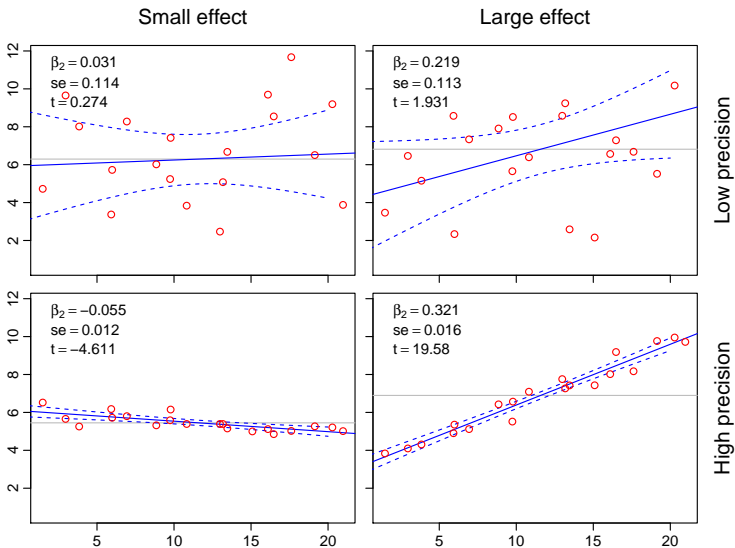 Small effect
Large effect
12
10
8
6
4
2
β₂ = 0.031
se = 0.114
t = 0.274
β₂ = 0.219
se = 0.113
t = 1.931
Low precision
12
10
8
6
4
2
β₂ = −0.055
se = 0.012
t = −4.611
β₂ = 0.321
se = 0.016
t = 19.58
High precision
5 10 15 20
5 10 15 20